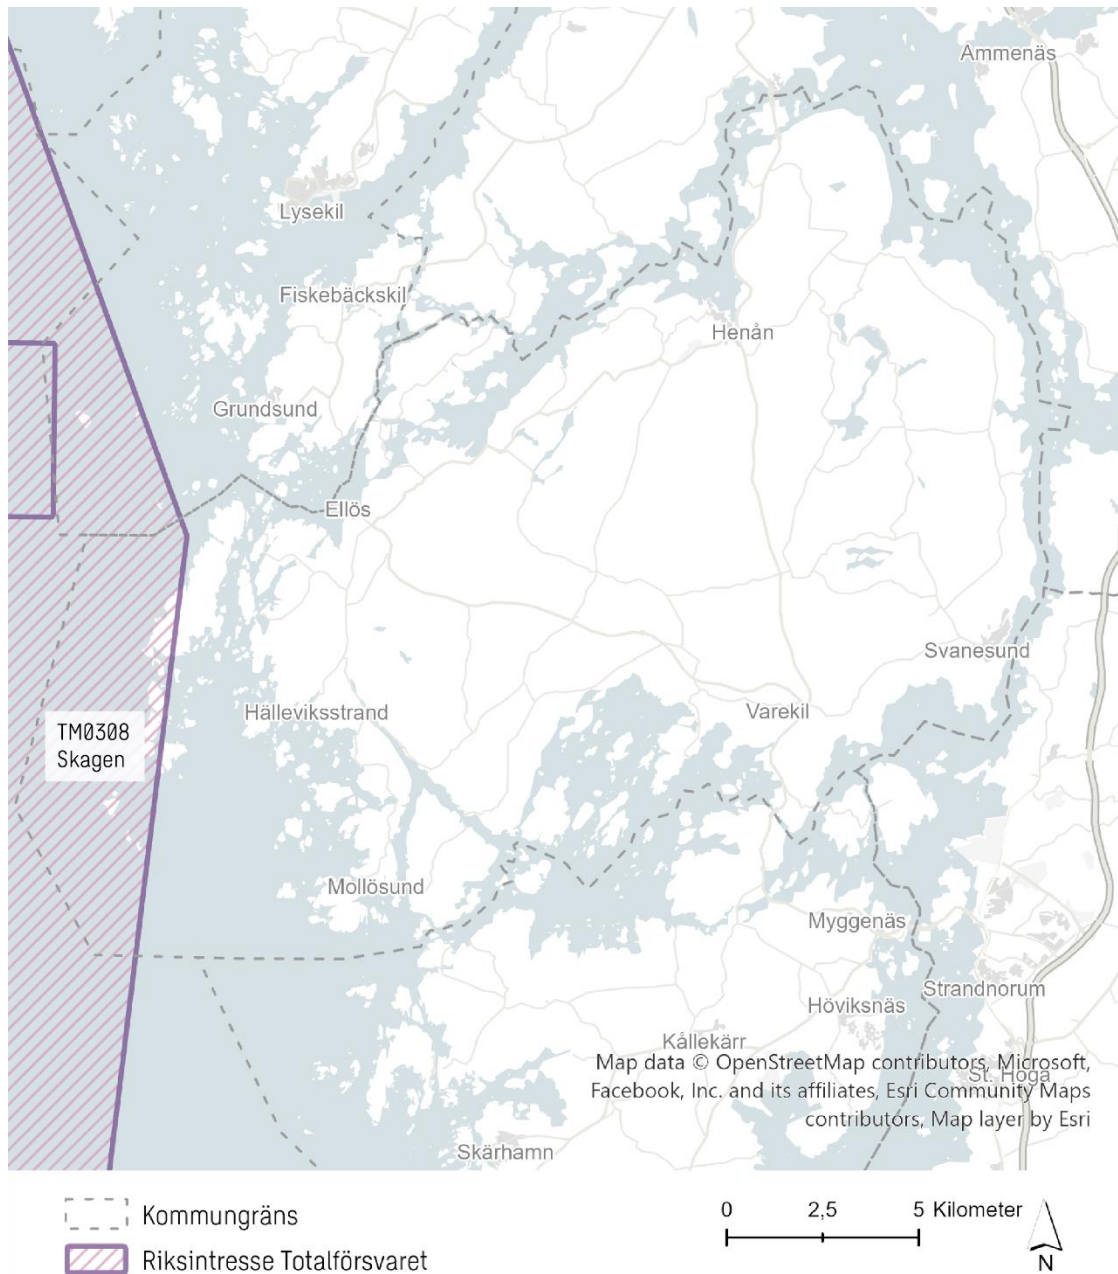 Ammenäs
Lysekil
Fiskebäckskil
Henån
Grundsund
Ellös
Svanesund
Hälleviksstrand
Varekil
TM0308
Skagen
Mollösund
Myggenäs
Strandnorum
Höviksnäs
Kållekärr
St. Höga
Map data © OpenStreetMap contributors, Microsoft,
Facebook, Inc. and its affiliates, Esri Community Maps
contributors, Map layer by Esri
Skärhamn
Kommungräns
0 2,5 5 Kilometer
Riksintresse Totalförsvaret
N